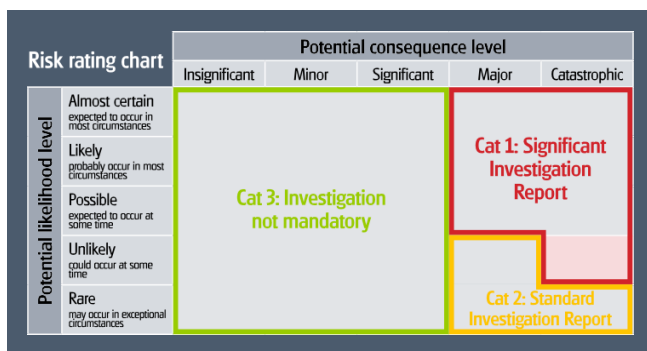 Risk rating chart
Potential consequence level
Insignificant
Minor
Significant
Major
Catastrophic
Potential likelihood level
Almost certain
expected to occur in
most circumstances
Likely
probably occur in most
circumstances
Possible
expected to occur at
some time
Unlikely
could occur at some
time
Rare
may occur in exceptional
circumstances
Cat 3: Investigation
not mandatory
Cat 1: Significant
Investigation
Report
Cat 2: Standard
Investigation Report